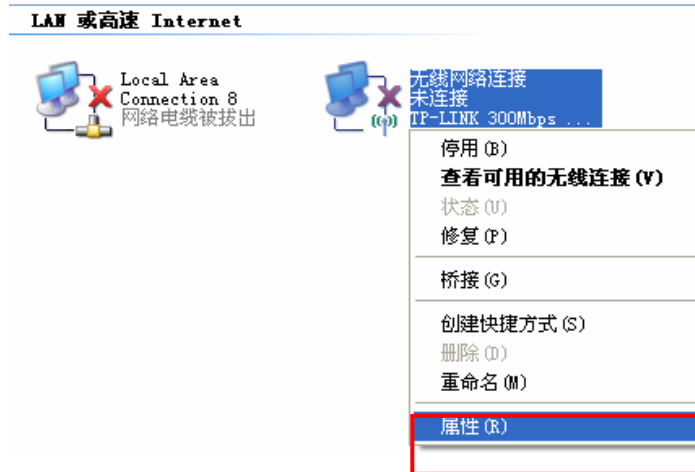 LAN 或高速 Internet
Local Area
Connection 8
网络电缆被拔出
无线网络连接
未连接
TP-LINK 300Mbps ...
停用(B)
查看可用的无线连接(V)
状态(U)
修复(P)
桥接(G)
创建快捷方式(S)
删除(D)
重命名(M)
属性(R)